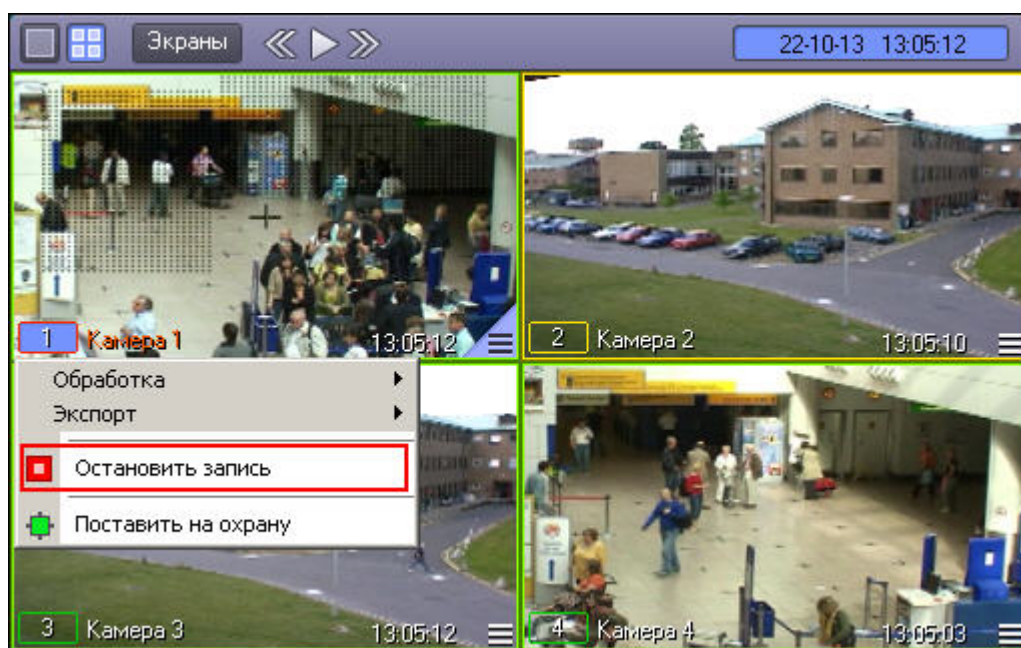 Экраны
22-10-13 13:05:12
1 Камера 1 13:05:12
2 Камера 2 13:05:10
Обработка
Экспорт
Остановить запись
Поставить на охрану
3 Камера 3 13:05:12
4 Камера 4 13:05:03